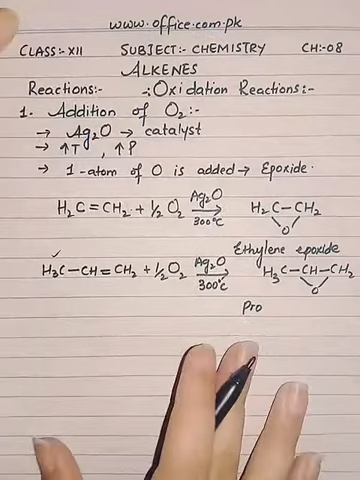 www.office.com.pk
CLASS:- XII SUBJECT:- CHEMISTRY CH:-08
ALKENES
Reactions:- -:Oxidation Reactions:-
1. Addition of O₂:-
→ Ag₂O → catalyst
→ ↑T , ↑P
→ 1-atom of O is added → Epoxide.
H₂C=CH₂ + 1/2 O₂ Ag₂O → 300°C H₂C-CH₂ O
Ethylene epoxide
H₃C-CH=CH₂ + 1/2 O₂ Ag₂O → 300°C H₃C-CH-CH₂ O
Pro